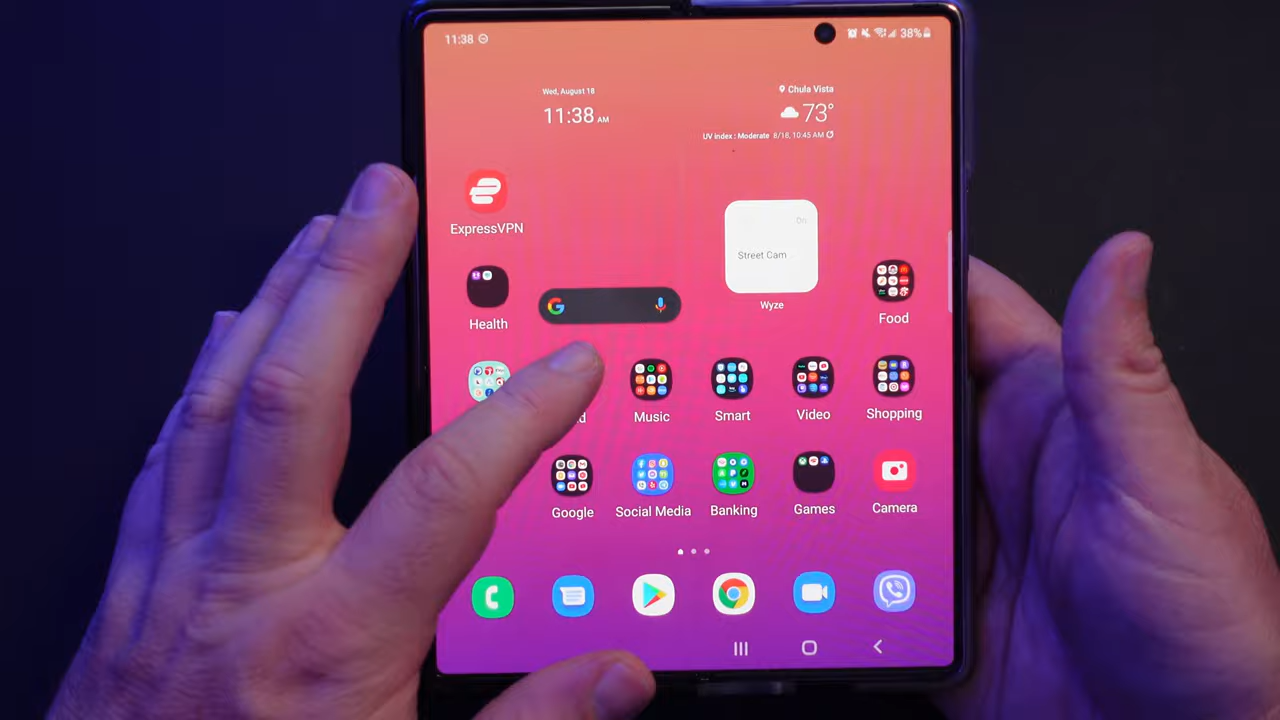 11:38
38%
Wed, August 18
11:38 AM
Chula Vista
73°
UV index : Moderate 8/18, 10:45 AM
ExpressVPN
On
Street Cam
Wyze
Health
Food
Music
Smart
Video
Shopping
Google
Social Media
Banking
Games
Camera